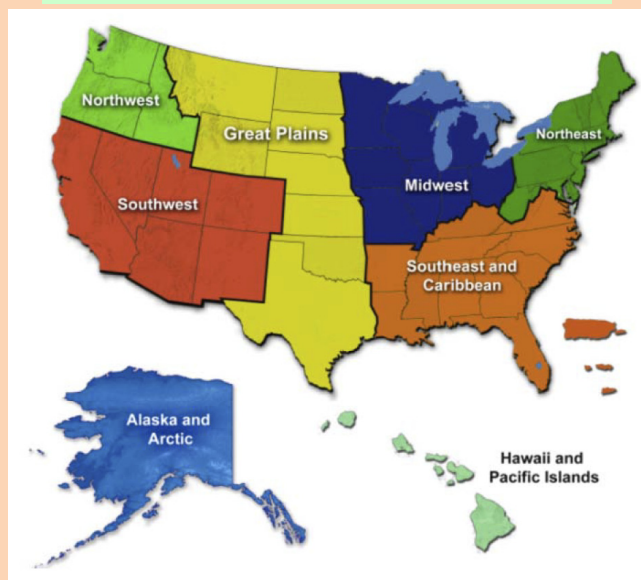 Northwest
Great Plains
Northeast
Midwest
Southwest
Southeast and
Caribbean
Alaska and
Arctic
Hawaii and
Pacific Islands